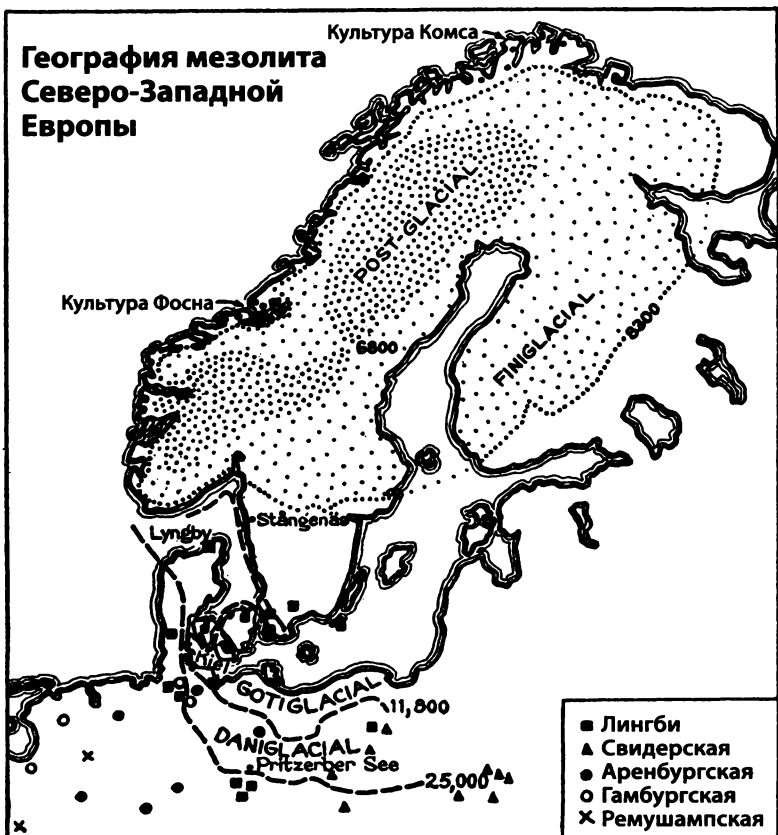 География мезолита
Северо-Западной
Европы
Культура Комса
POST-GLACIAL
Культура Фосна
6800
FINIGLACIAL
8300
Stångenäs
Lyngby
Kiel
GOTIGLACIAL
11,800
DANIGLACIAL
Pritzerber See
25,000
Лингби
Свидерская
Аренбургская
Гамбургская
Ремушампская